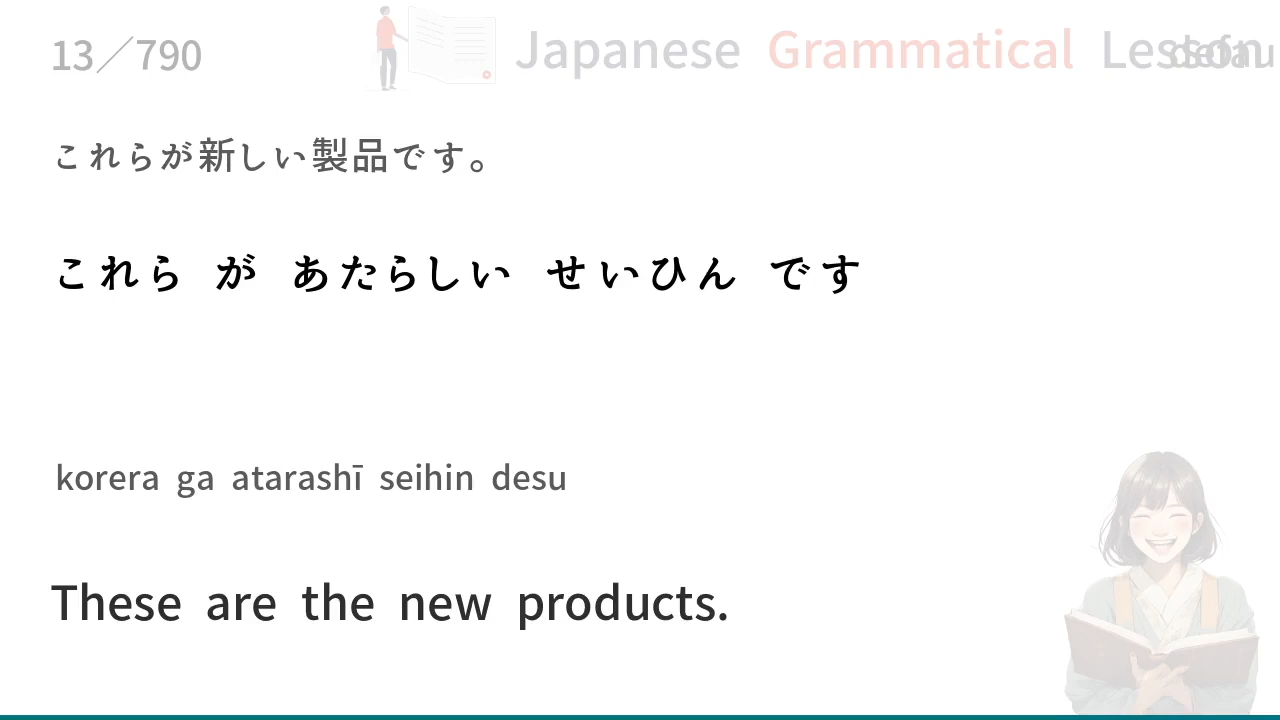 13／790
Japanese Grammatical Lesson
defau
これらが新しい製品です。
これら が あたらしい せいひん です
korera ga atarashī seihin desu
These are the new products.